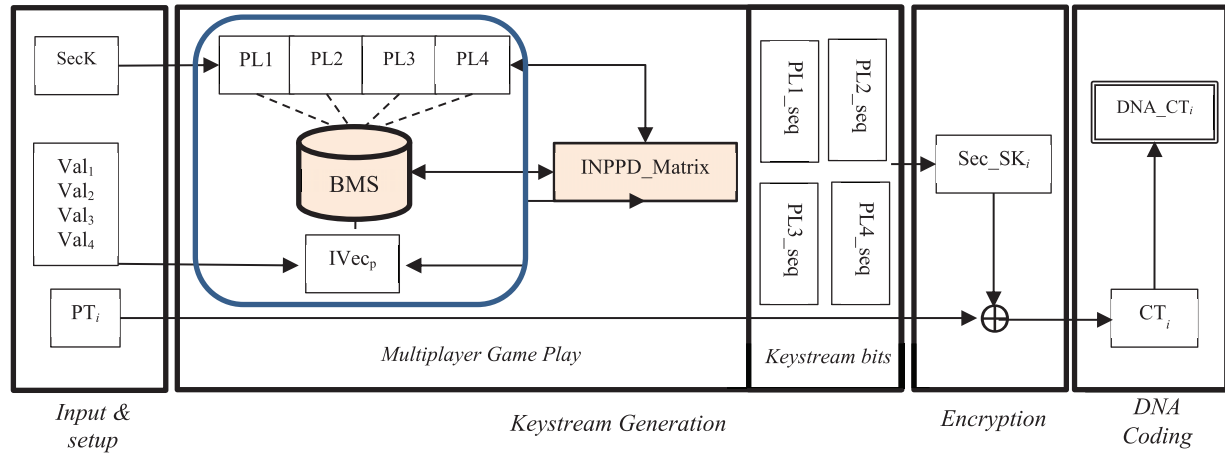 SecK
Val₁
Val₂
Val₃
Val₄
PTᵢ
Input &
setup
PL1 PL2 PL3 PL4
BMS
INPPD_Matrix
IVecₚ
Multiplayer Game Play
PL1_seq
PL2_seq
PL3_seq
PL4_seq
Keystream bits
Keystream Generation
Sec_SKᵢ
Encryption
DNA_CTᵢ
CTᵢ
DNA
Coding